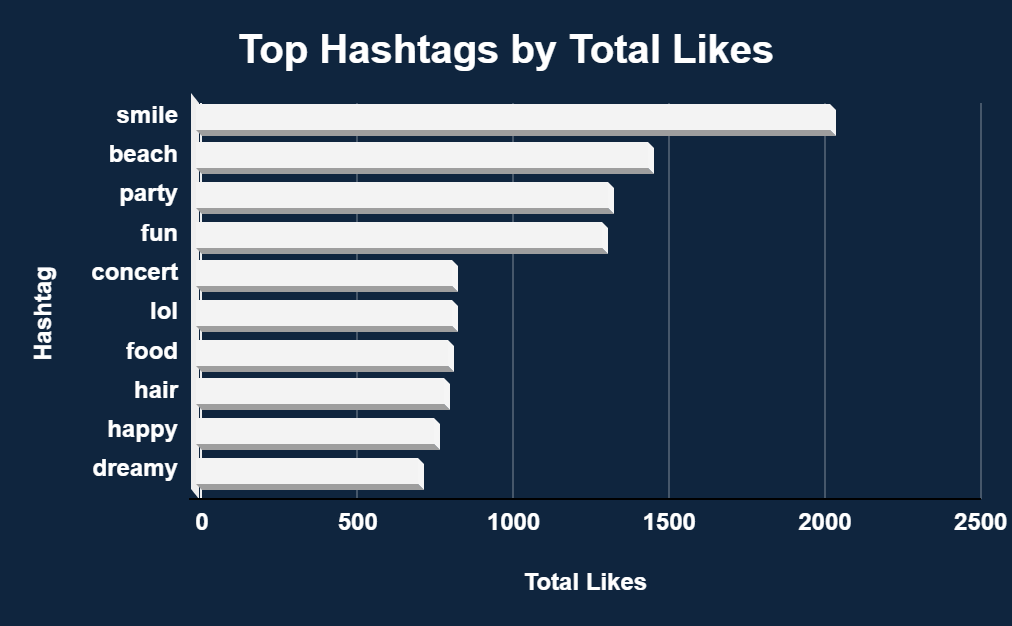 Top Hashtags by Total Likes
smile
beach
party
fun
concert
lol
food
hair
happy
dreamy
Hashtag
0 500 1000 1500 2000 2500
Total Likes